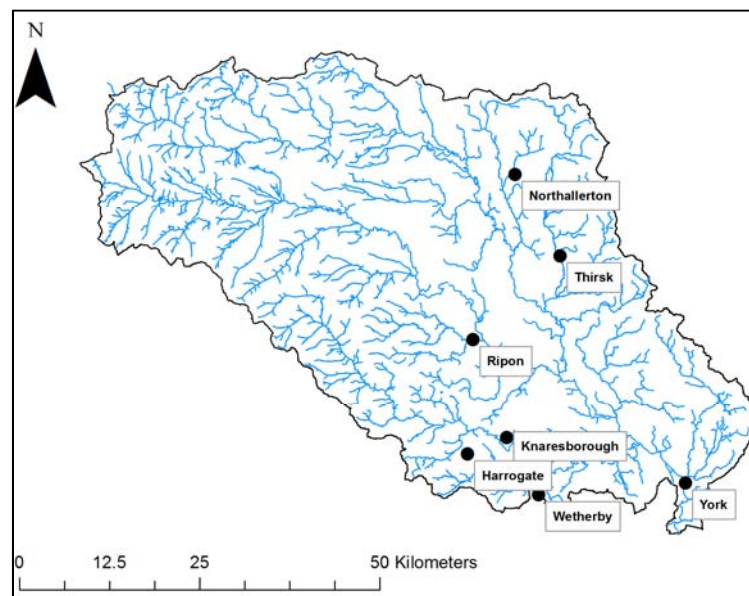 N
Northallerton
Thirsk
Ripon
Knaresborough
Harrogate
York
Wetherby
0 12.5 25 50 Kilometers